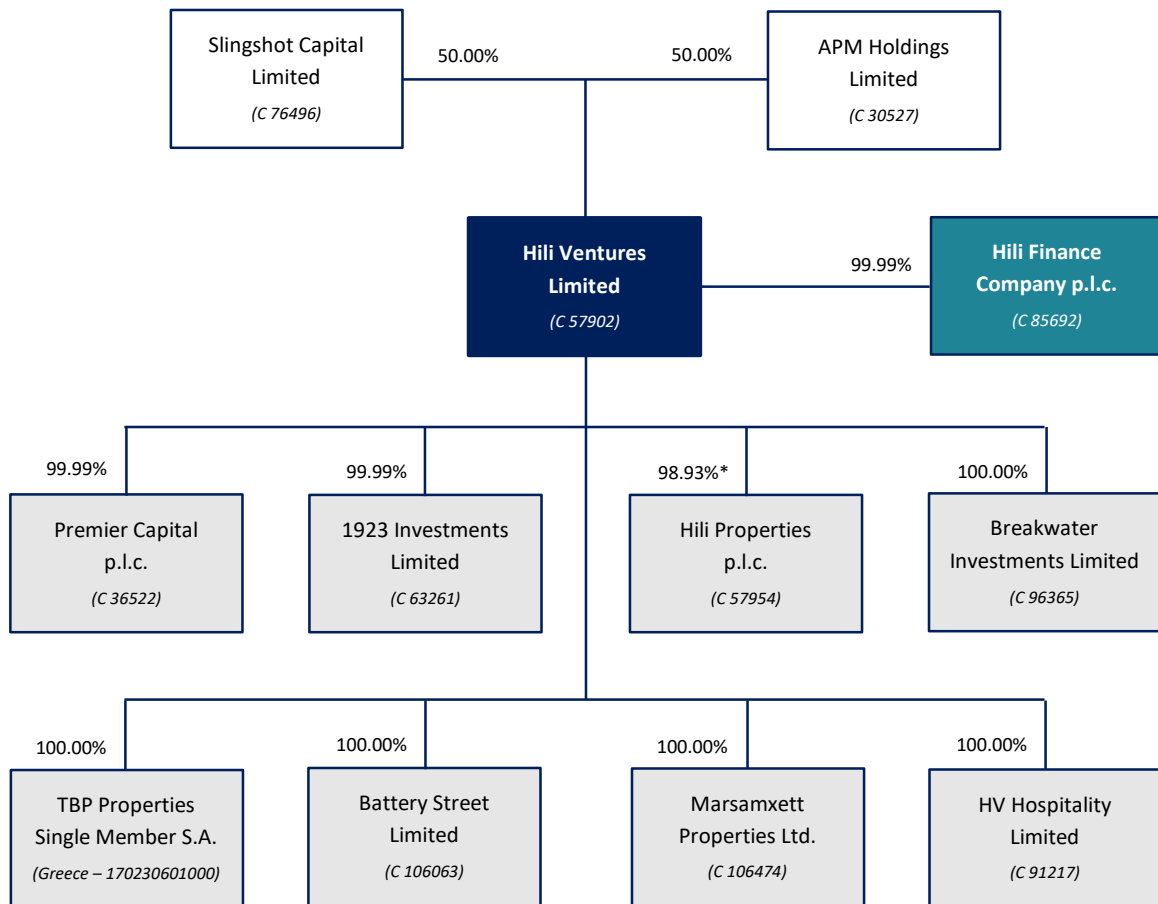 Slingshot Capital
Limited
(C 76496)
50.00%
50.00%
APM Holdings
Limited
(C 30527)
Hili Ventures
Limited
(C 57902)
99.99%
Hili Finance
Company p.l.c.
(C 85692)
99.99%
Premier Capital
p.l.c.
(C 36522)
99.99%
1923 Investments
Limited
(C 63261)
98.93%*
Hili Properties
p.l.c.
(C 57954)
100.00%
Breakwater
Investments Limited
(C 96365)
100.00%
TBP Properties
Single Member S.A.
(Greece – 170230601000)
100.00%
Battery Street
Limited
(C 106063)
100.00%
Marsamxett
Properties Ltd.
(C 106474)
100.00%
HV Hospitality
Limited
(C 91217)